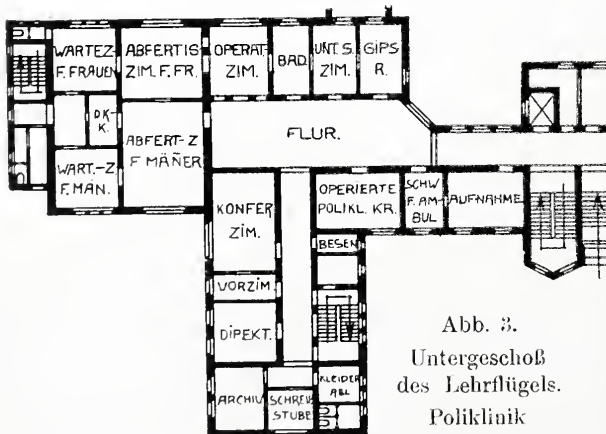 WARTEZ.
F. FRAUEN
ABFERTIG
ZIM. F. FR.
OPERAT.
ZIM.
BAD.
UNT. S.
ZIM.
GIPS
R.
DK-
K.
WART.-Z
F. MÄN.
ABFERT-Z
F MÄÑER
FLUR.
KONFER
ZIM.
OPERIERTE
POLIKL. KR.
SCHW
F. AM-
BUL
AUFNAHME
BESEN
VORZIM
DIREKT.
ARCHIV
SCHREIB
STUBE
KLEIDER
ABL
Abb. 3.
Untergeschoß
des Lehrflügels.
Poliklinik